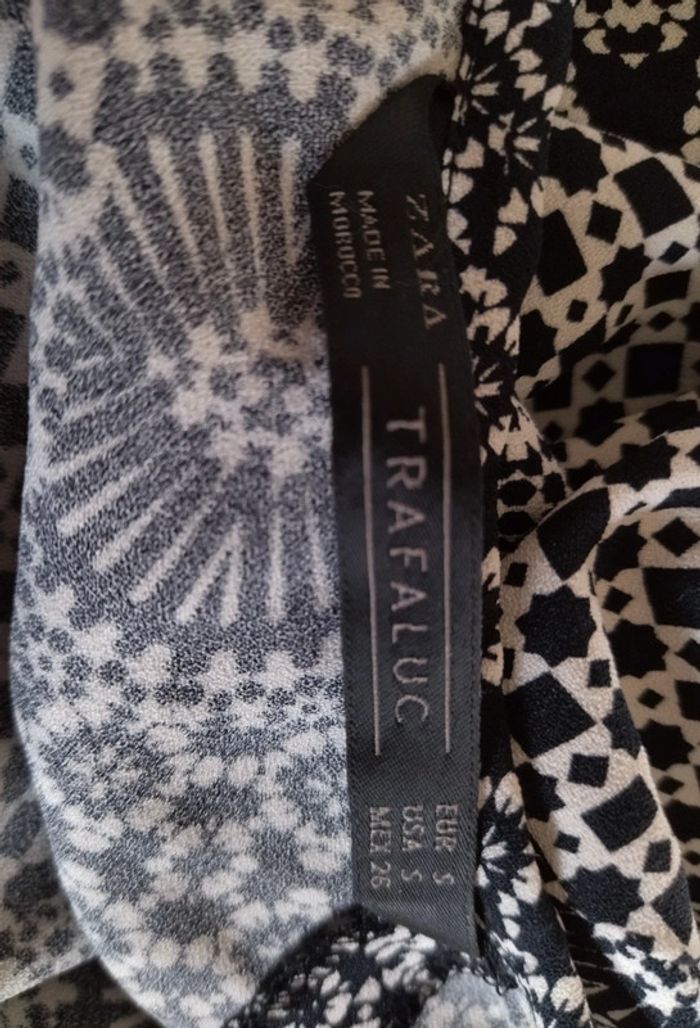 ZARA
MADE IN
MOROCCO
TRAFALUC
EUR S
USA S
MEX 26